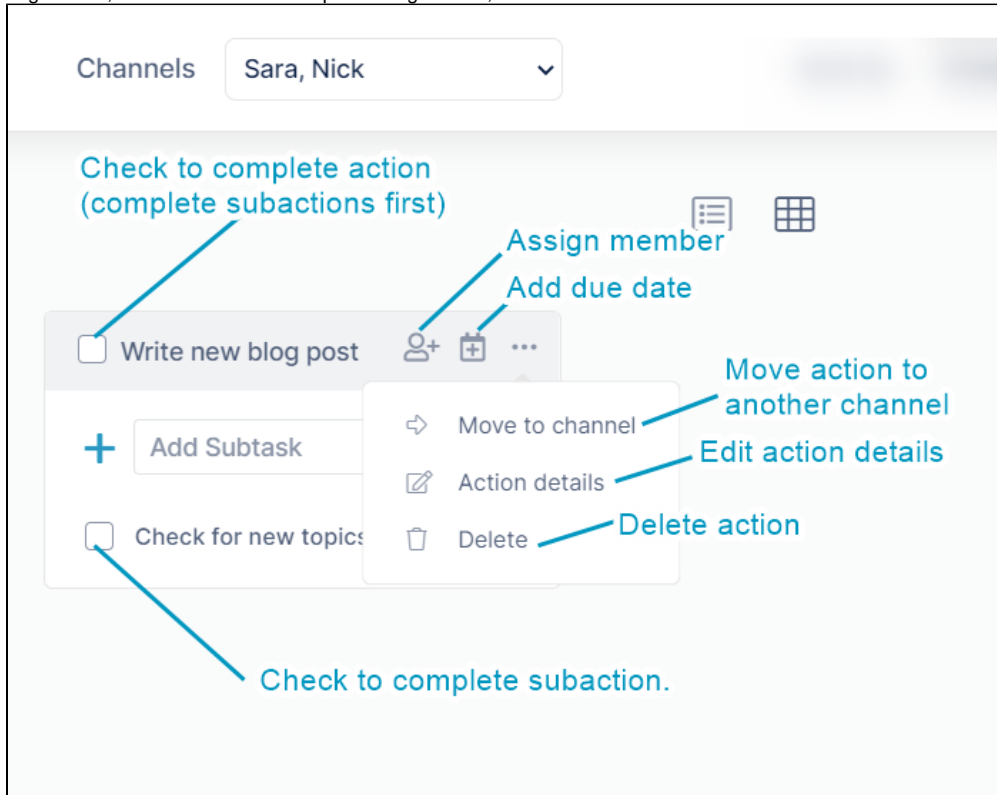 Channels Sara, Nick
Check to complete action
(complete subactions first)
Assign member
Add due date
Write new blog post
Move action to
another channel
Move to channel
Add Subtask
Edit action details
Action details
Delete action
Check for new topics
Delete
Check to complete subaction.